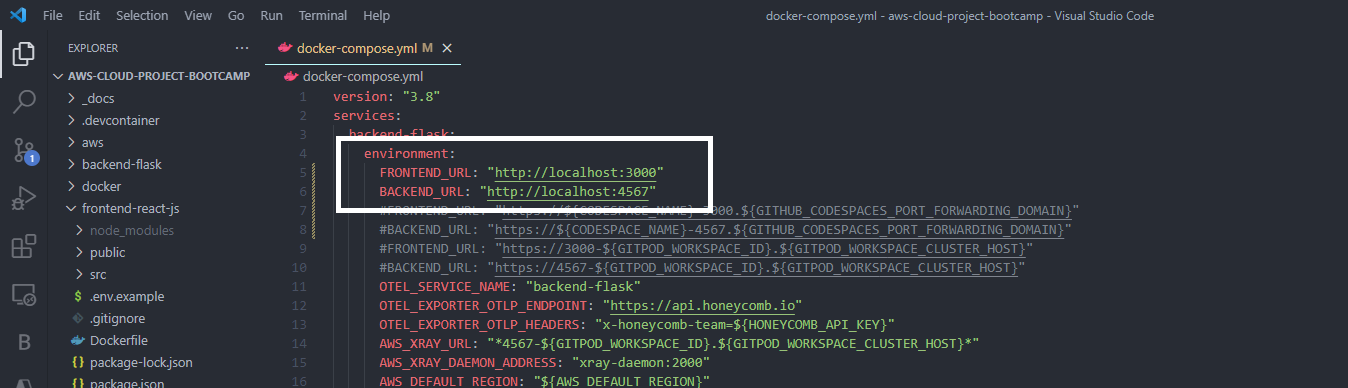 File Edit Selection View Go Run Terminal Help
docker-compose.yml - aws-cloud-project-bootcamp - Visual Studio Code
EXPLORER ...
AWS-CLOUD-PROJECT-BOOTCAMP
_docs
.devcontainer
aws
backend-flask
docker
frontend-react-js
node_modules
public
src
$ .env.example
.gitignore
Dockerfile
{} package-lock.json
{} package.json
1
B
docker-compose.yml M ×
docker-compose.yml
1 version: "3.8"
2 services:
3 backend-flask:
4 environment:
5 FRONTEND_URL: "http://localhost:3000"
6 BACKEND_URL: "http://localhost:4567"
7 #FRONTEND_URL: "https://${CODESPACE_NAME}-3000.${GITHUB_CODESPACES_PORT_FORWARDING_DOMAIN}"
8 #BACKEND_URL: "https://${CODESPACE_NAME}-4567.${GITHUB_CODESPACES_PORT_FORWARDING_DOMAIN}"
9 #FRONTEND_URL: "https://3000-${GITPOD_WORKSPACE_ID}.${GITPOD_WORKSPACE_CLUSTER_HOST}"
10 #BACKEND_URL: "https://4567-${GITPOD_WORKSPACE_ID}.${GITPOD_WORKSPACE_CLUSTER_HOST}"
11 OTEL_SERVICE_NAME: "backend-flask"
12 OTEL_EXPORTER_OTLP_ENDPOINT: "https://api.honeycomb.io"
13 OTEL_EXPORTER_OTLP_HEADERS: "x-honeycomb-team=${HONEYCOMB_API_KEY}"
14 AWS_XRAY_URL: "*4567-${GITPOD_WORKSPACE_ID}.${GITPOD_WORKSPACE_CLUSTER_HOST}*"
15 AWS_XRAY_DAEMON_ADDRESS: "xray-daemon:2000"
16 AWS_DEFAULT_REGION: "${AWS_DEFAULT_REGION}"